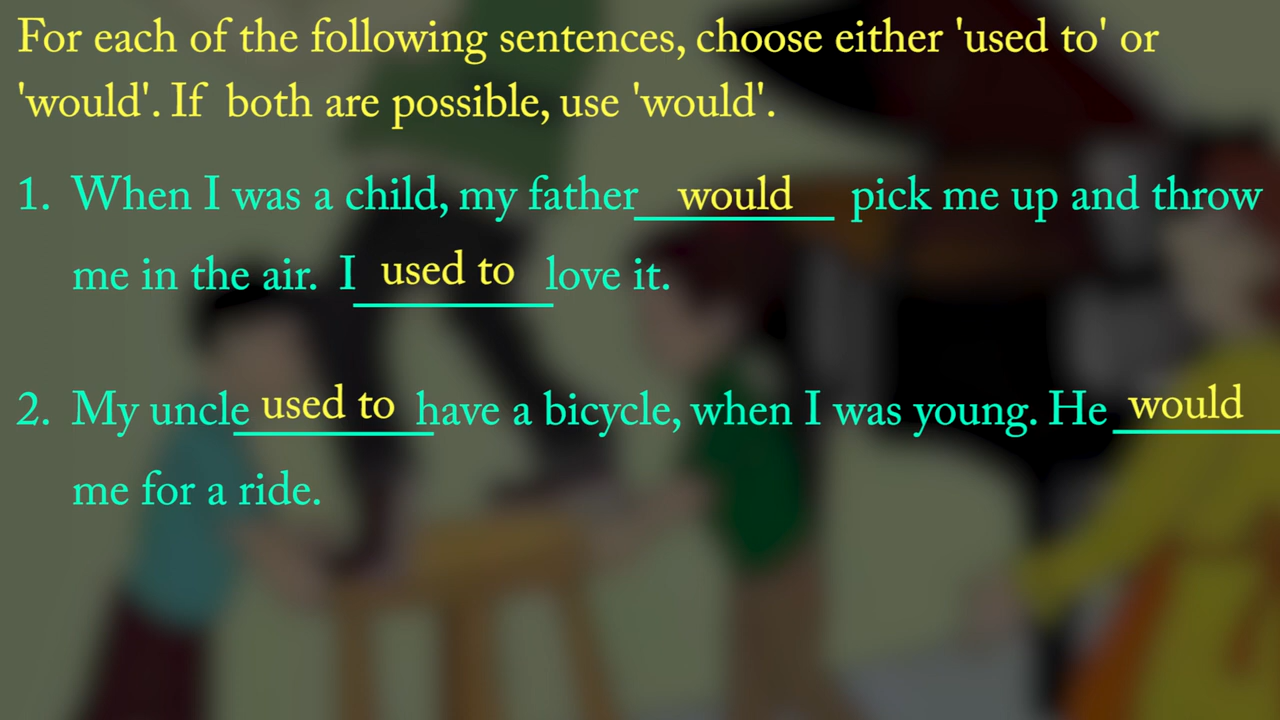 For each of the following sentences, choose either 'used to' or
'would'. If both are possible, use 'would'.
1. When I was a child, my father would pick me up and throw
me in the air. I used to love it.
2. My uncle used to have a bicycle, when I was young. He would
me for a ride.